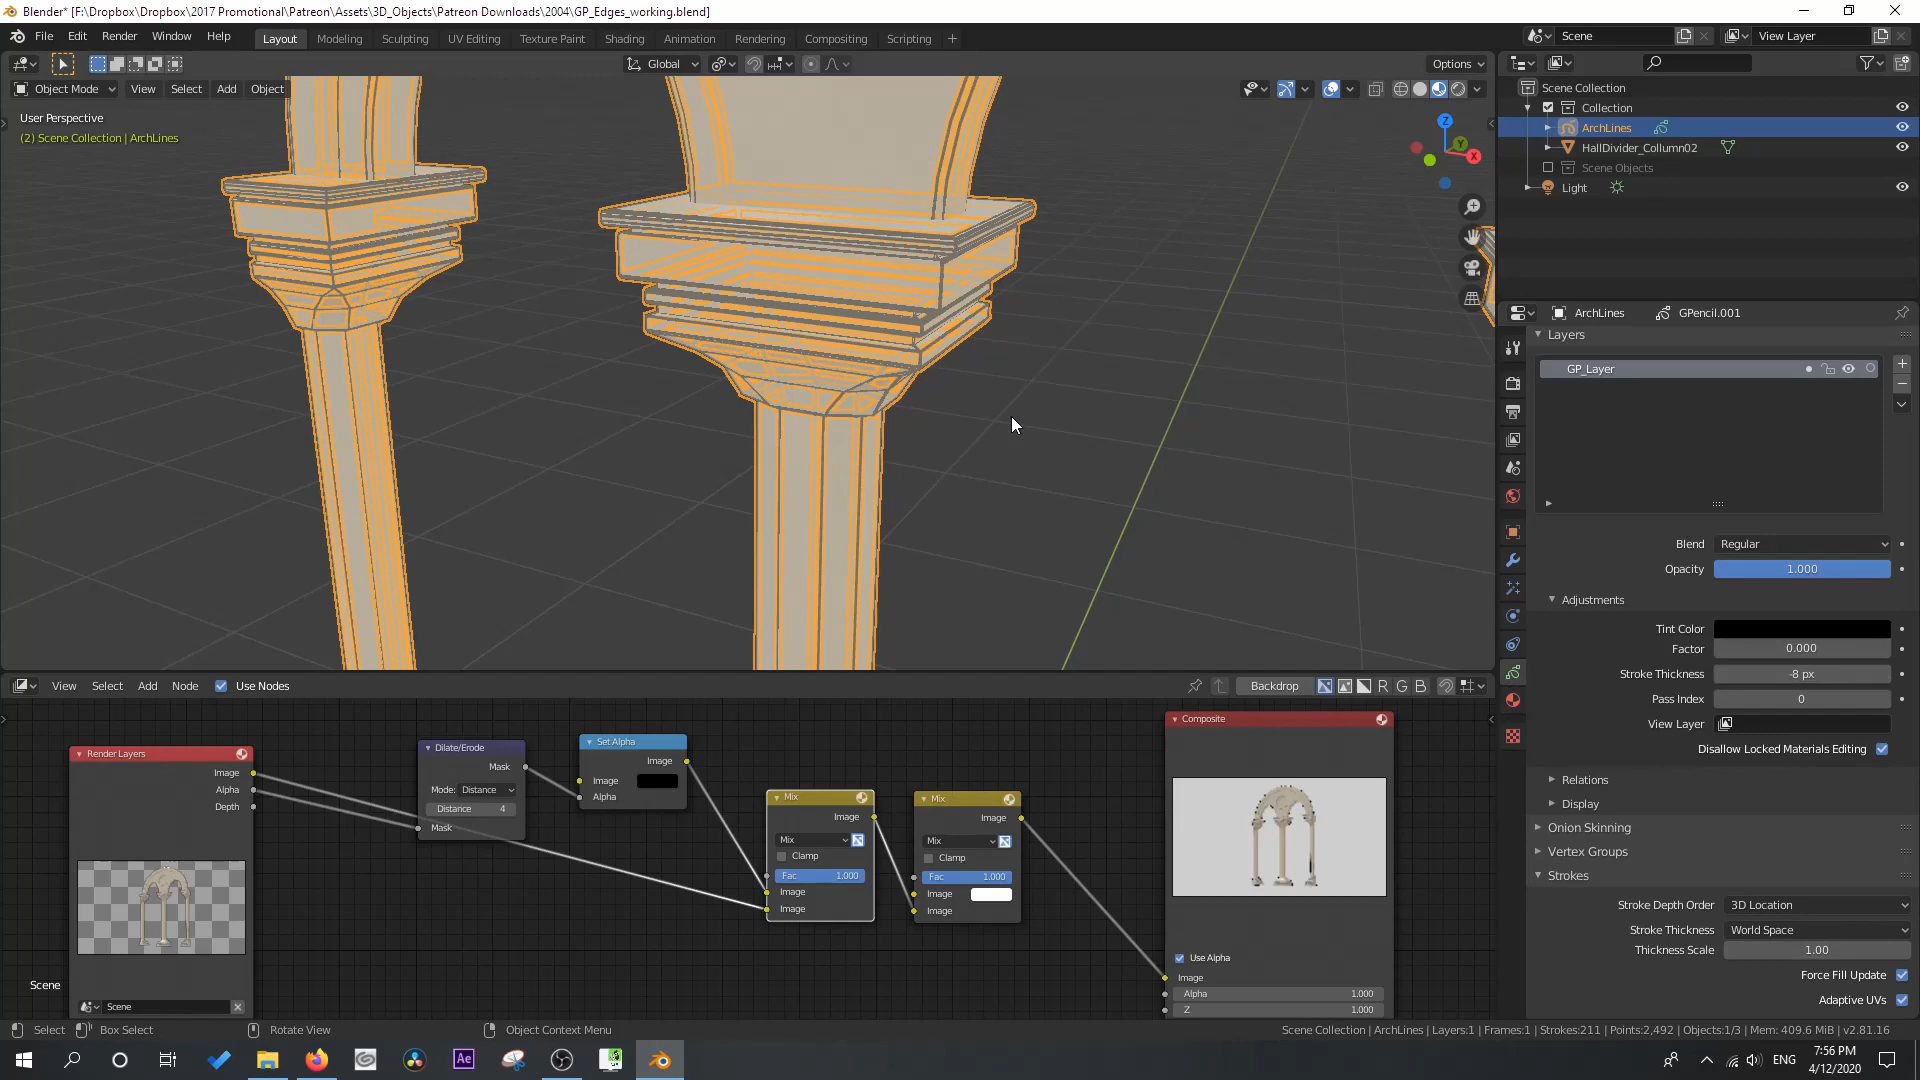 Blender* [F:\Dropbox\Dropbox\2017 Promotional\Patreon\Assets\3D_Objects\Patreon Downloads\2004\GP_Edges_working.blend]
File Edit Render Window Help
Layout Modeling Sculpting UV Editing Texture Paint Shading Animation Rendering Compositing Scripting +
Scene
View Layer
Global
Options
Object Mode View Select Add Object
User Perspective
(2) Scene Collection | ArchLines
Z
Y
X
Scene Collection
Collection
ArchLines
HallDivider_Collumn02
Scene Objects
Light
ArchLines
GPencil.001
Layers
GP_Layer
Blend Regular
Opacity 1.000
Adjustments
Tint Color
Factor 0.000
Stroke Thickness -8 px
Pass Index 0
View Layer
Disallow Locked Materials Editing
Relations
Display
Onion Skinning
Vertex Groups
Strokes
Stroke Depth Order 3D Location
Stroke Thickness World Space
Thickness Scale 1.00
Force Fill Update
Adaptive UVs
View Select Add Node Use Nodes
Backdrop R G B
Render Layers
Image
Alpha
Depth
Scene
Dilate/Erode
Mask
Mode: Distance
Distance 4
Mask
Set Alpha
Image
Image
Alpha
Mix
Image
Mix
Clamp
Fac 1.000
Image
Image
Mix
Image
Mix
Clamp
Fac 1.000
Image
Image
Composite
Use Alpha
Image
Alpha 1.000
Z 1.000
Scene
Select Box Select Rotate View Object Context Menu
Scene Collection | ArchLines | Layers:1 | Frames:1 | Strokes:211 | Points:2,492 | Objects:1/3 | Mem: 409.6 MiB | v2.81.16
Ae
ENG
7:56 PM
4/12/2020